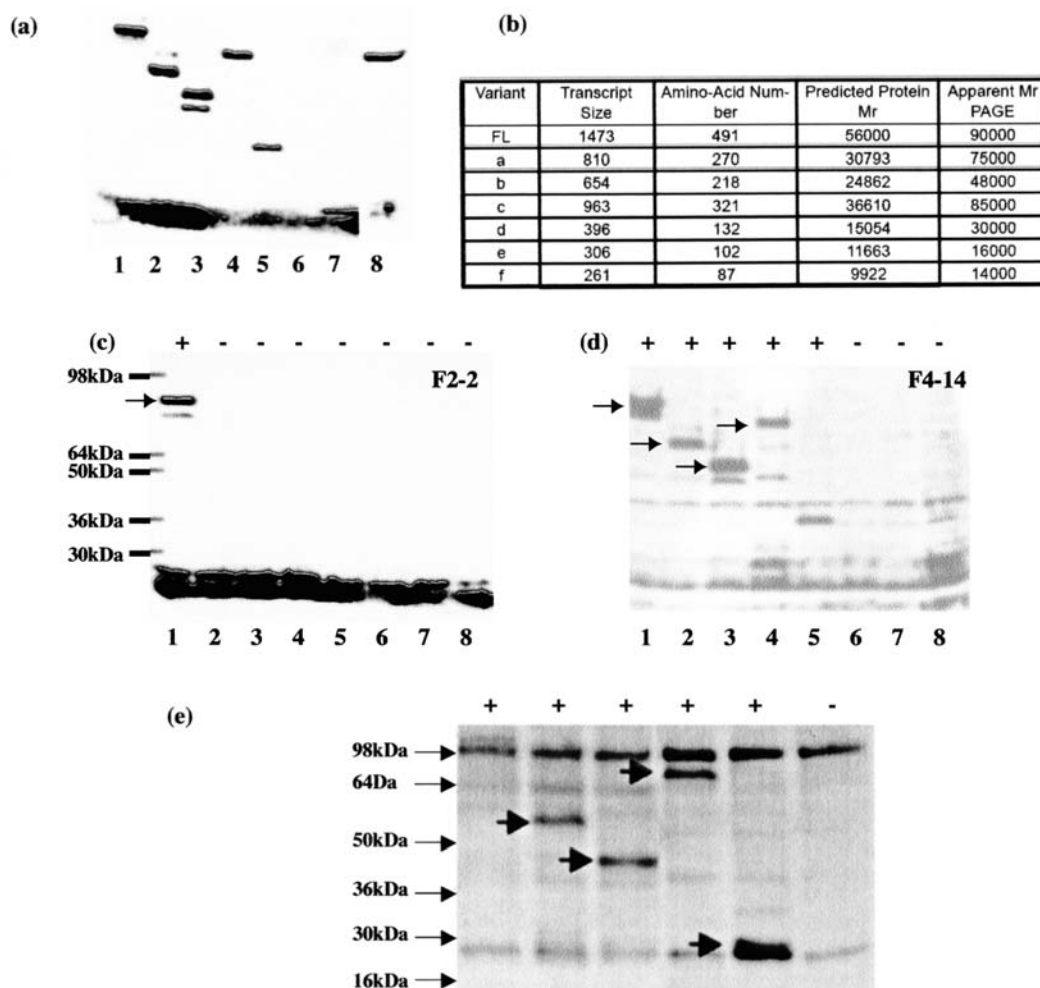 (a)
1 2 3 4 5 6 7 8
(b)
Variant Transcript Size Amino-Acid Num-ber Predicted Protein Mr Apparent Mr PAGE
FL 1473 491 56000 90000
a 810 270 30793 75000
b 654 218 24862 48000
c 963 321 36610 85000
d 396 132 15054 30000
e 306 102 11663 16000
f 261 87 9922 14000
(c) + - - - - - - -
F2-2
98kDa
64kDa
50kDa
36kDa
30kDa
1 2 3 4 5 6 7 8
(d) + + + + + - - -
F4-14
1 2 3 4 5 6 7 8
(e) + + + + + -
98kDa
64Da
50kDa
36kDa
30kDa
16kDa